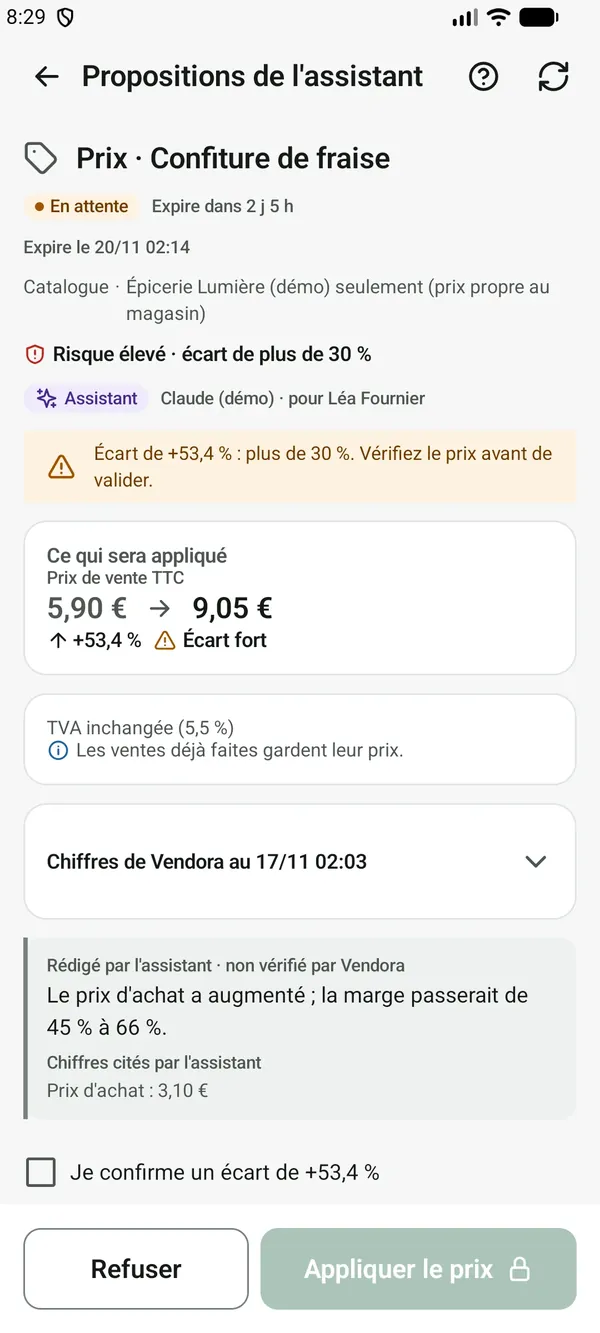 8:29
Propositions de l'assistant
Prix · Confiture de fraise
En attente Expire dans 2 j 5 h
Expire le 20/11 02:14
Catalogue · Épicerie Lumière (démo) seulement (prix propre au
magasin)
Risque élevé · écart de plus de 30 %
Assistant Claude (démo) · pour Léa Fournier
Écart de +53,4 % : plus de 30 %. Vérifiez le prix avant de
valider.
Ce qui sera appliqué
Prix de vente TTC
5,90 € → 9,05 €
↑ +53,4 % Écart fort
TVA inchangée (5,5 %)
Les ventes déjà faites gardent leur prix.
Chiffres de Vendora au 17/11 02:03
Rédigé par l'assistant · non vérifié par Vendora
Le prix d'achat a augmenté ; la marge passerait de
45 % à 66 %.
Chiffres cités par l'assistant
Prix d'achat : 3,10 €
Je confirme un écart de +53,4 %
Refuser Appliquer le prix